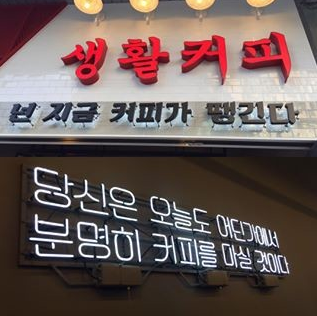 생활커피
넌 지금 커피가 땡긴다
당신은 오늘도 어딘가에서
분명히 커피를 마실 것이다